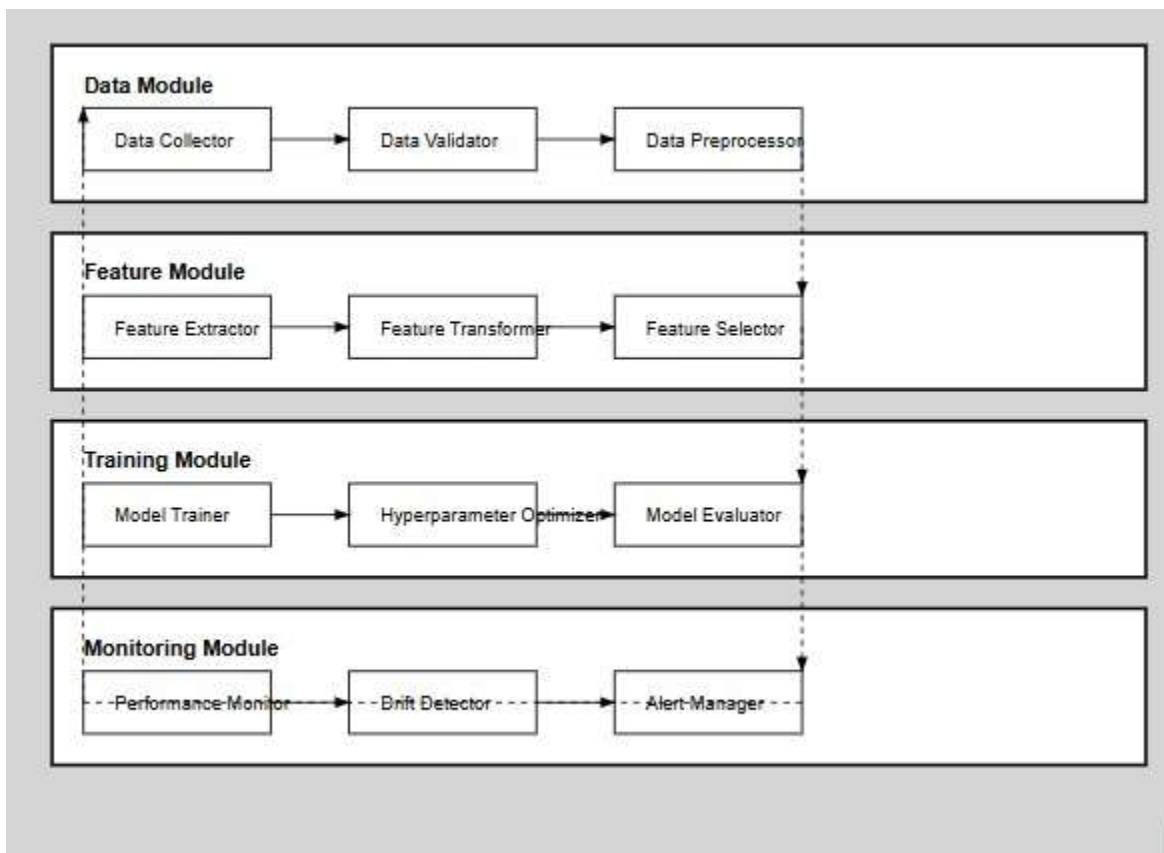 Data Module
Data Collector
Data Validator
Data Preprocessor
Feature Module
Feature Extractor
Feature Transformer
Feature Selector
Training Module
Model Trainer
Hyperparameter Optimizer
Model Evaluator
Monitoring Module
Performance Monitor
Drift Detector
Alert Manager